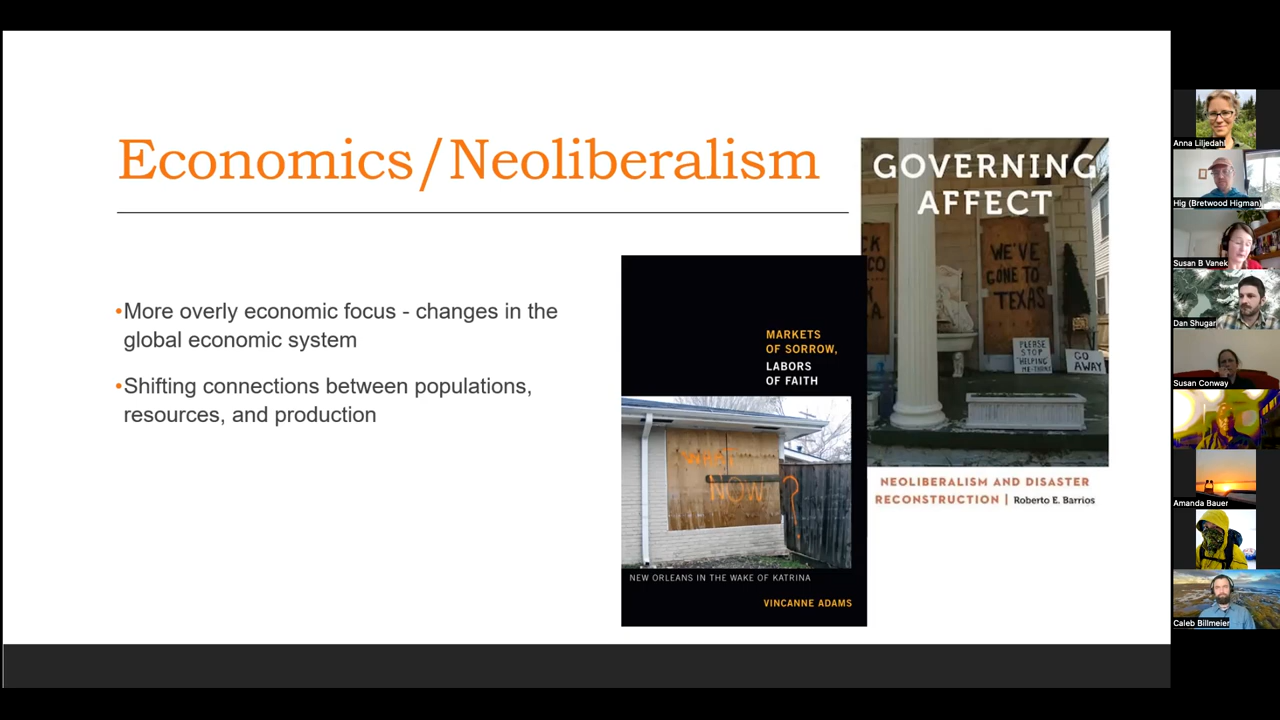 Economics/Neoliberalism
•More overly economic focus - changes in the
global economic system
•Shifting connections between populations,
resources, and production
MARKETS
OF SORROW,
LABORS
OF FAITH
NOW?
NEW ORLEANS IN THE WAKE OF KATRINA
VINCANNE ADAMS
GOVERNING
AFFECT
WE'VE
GONE TO
TEXAS
PLEASE
STOP
HELPING
GO
AWAY
NEOLIBERALISM AND DISASTER
RECONSTRUCTION | Roberto E. Barrios
Anna Liljedahl
Hig (Bretwood Higman)
Susan B Vanek
Dan Shugar
Susan Conway
Amanda Bauer
Caleb Billmeier